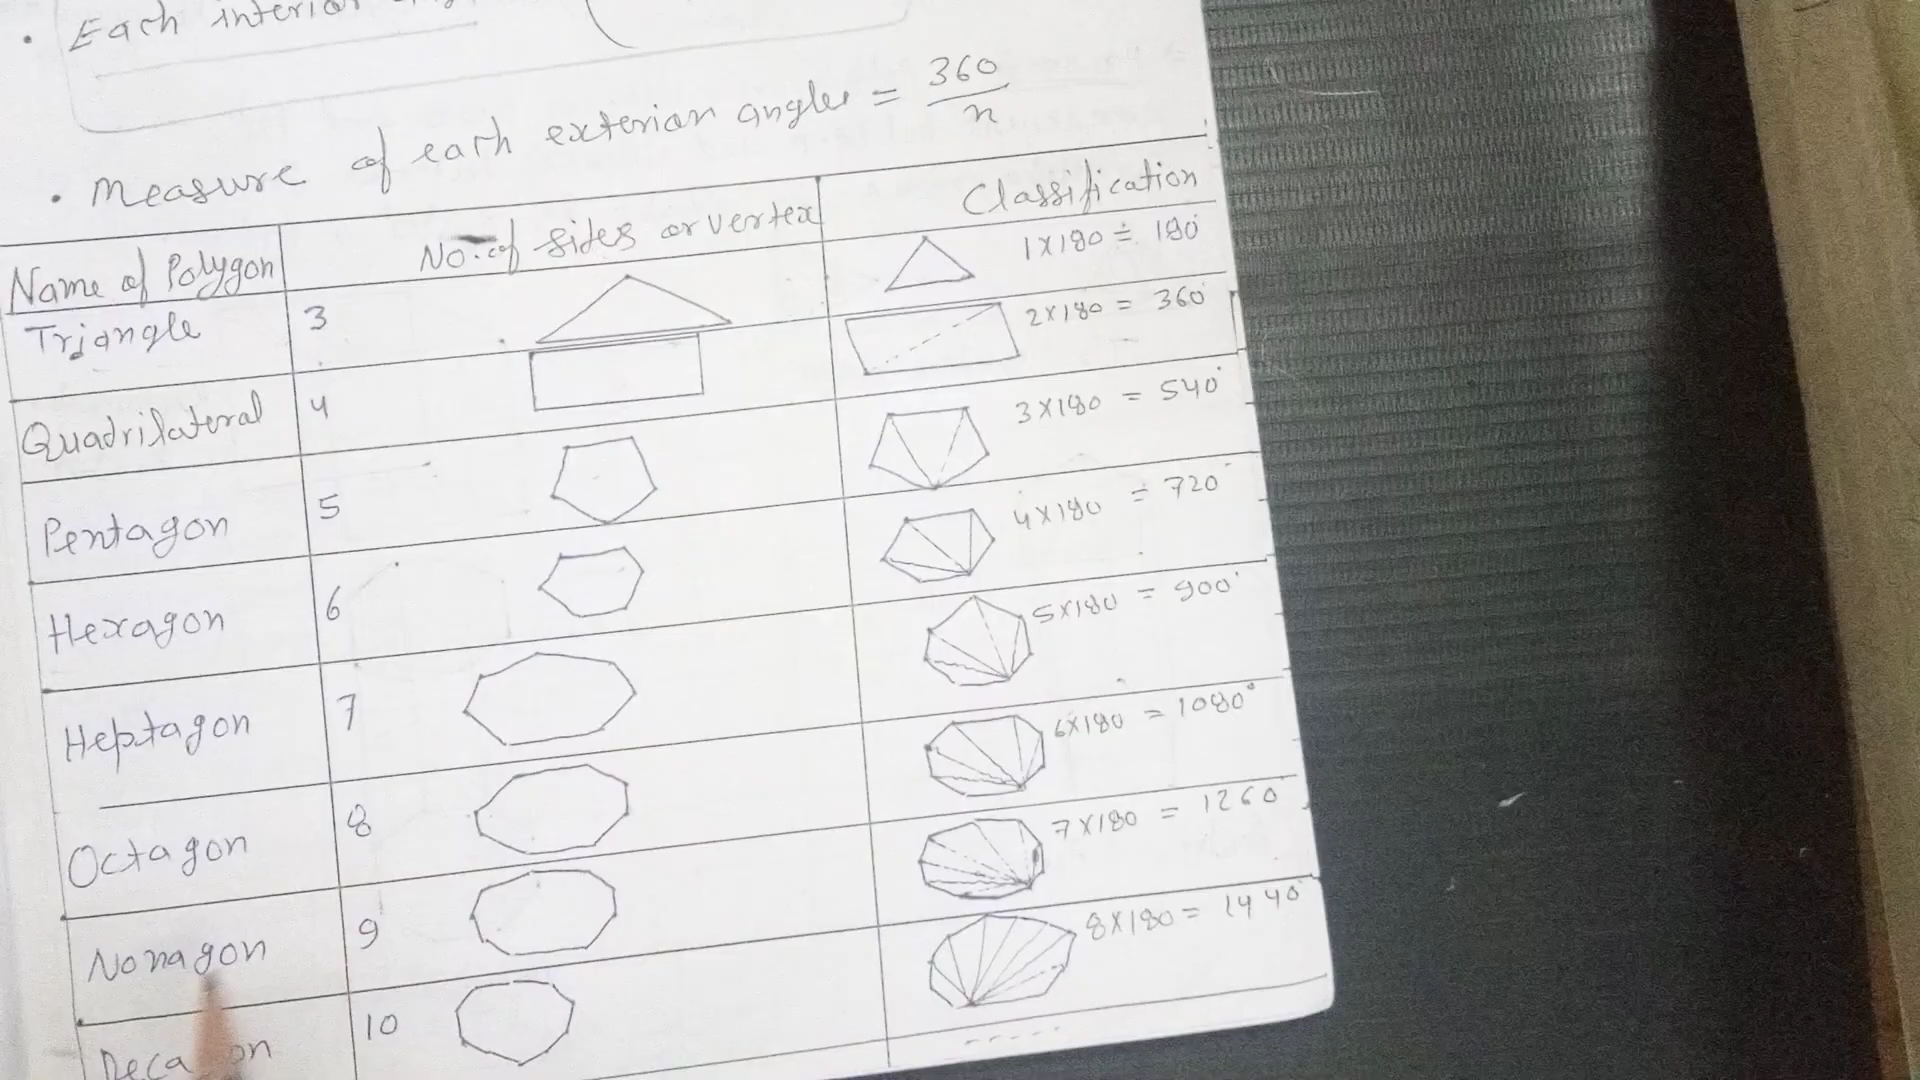 • Each interior
• Measure of each exterior angles = 360/n
Name of Polygon No. of sides or vertex Classification
Triangle 3 1×180 = 180°
Quadrilateral 4 2×180 = 360°
Pentagon 5 3×180 = 540°
Hexagon 6 4×180 = 720°
Heptagon 7 5×180 = 900°
Octagon 8 6×180 = 1080°
Nonagon 9 7×180 = 1260°
10 8×180 = 1440°